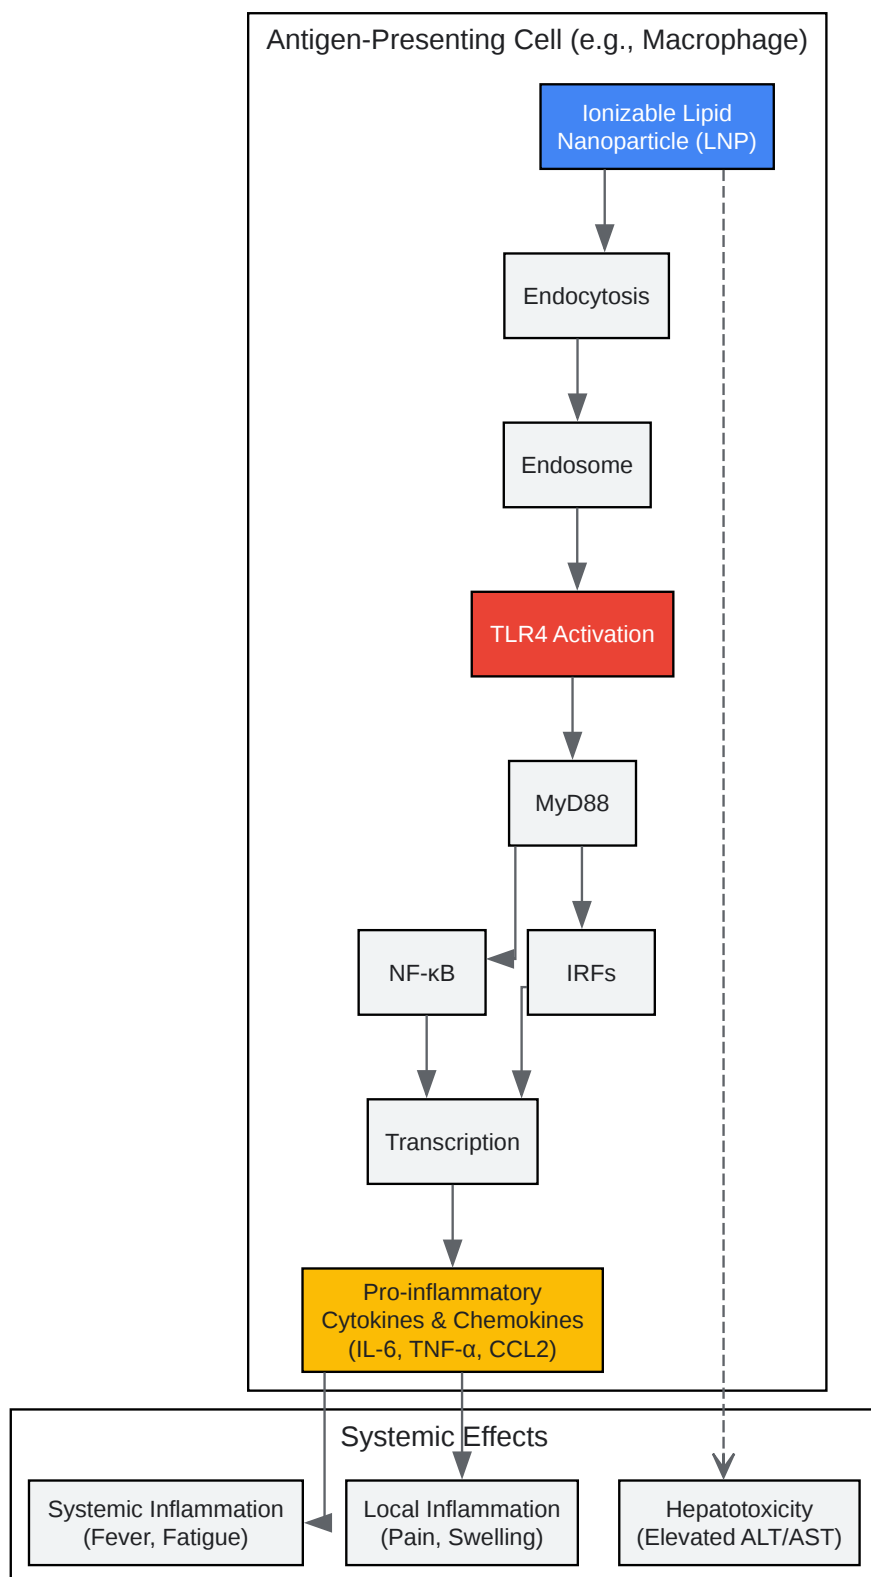 Antigen-Presenting Cell (e.g., Macrophage)
Ionizable Lipid
Nanoparticle (LNP)
Endocytosis
Endosome
TLR4 Activation
MyD88
NF-κB
IRFs
Transcription
Pro-inflammatory
Cytokines & Chemokines
(IL-6, TNF-α, CCL2)
Systemic Effects
Systemic Inflammation
(Fever, Fatigue)
Local Inflammation
(Pain, Swelling)
Hepatotoxicity
(Elevated ALT/AST)